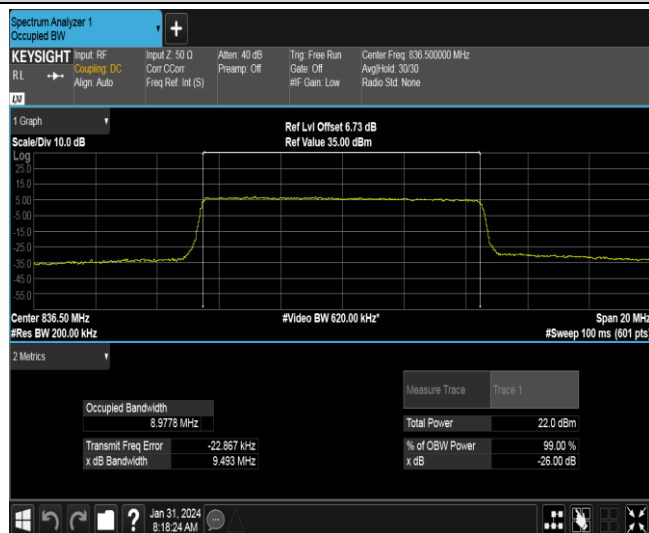 Spectrum Analyzer 1
Occupied BW
+
KEYSIGHT
RL
LXI
Input: RF
Coupling: DC
Align: Auto
Input Z: 50 Ω
Corr CCorr
Freq Ref: Int (S)
Atten: 40 dB
Preamp: Off
Trig: Free Run
Gate: Off
#IF Gain: Low
Center Freq: 836.500000 MHz
Avg|Hold: 30/30
Radio Std: None
1 Graph
Scale/Div 10.0 dB
Ref Lvl Offset 6.73 dB
Ref Value 35.00 dBm
Log
25.0
15.0
5.00
-5.00
-15.0
-25.0
-35.0
-45.0
-55.0
Center 836.50 MHz
#Res BW 200.00 kHz
#Video BW 620.00 kHz*
Span 20 MHz
#Sweep 100 ms (601 pts)
2 Metrics
Measure Trace Trace 1
Occupied Bandwidth
8.9778 MHz
Total Power 22.0 dBm
Transmit Freq Error -22.867 kHz
% of OBW Power 99.00 %
x dB Bandwidth 9.493 MHz
x dB -26.00 dB
?
Jan 31, 2024
8:18:24 AM